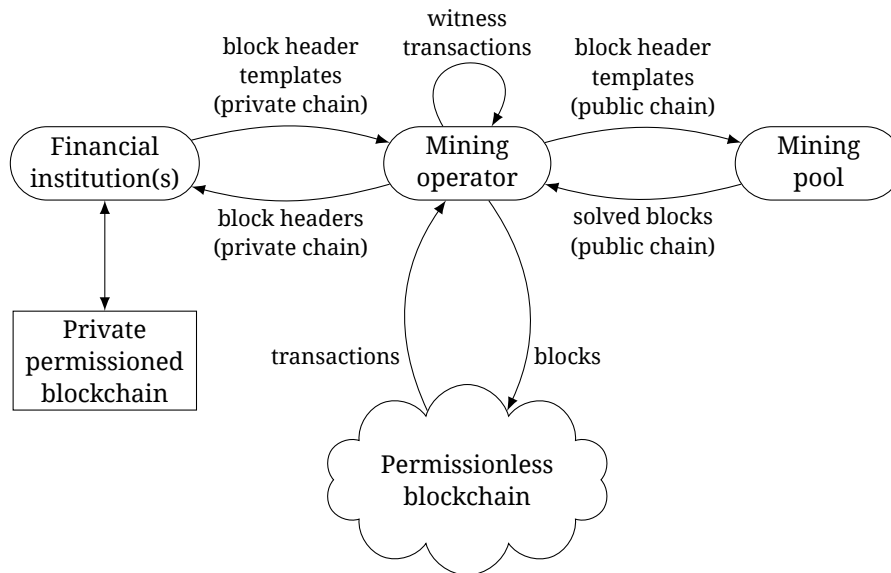 witness
transactions
block header
templates
(private chain)
block header
templates
(public chain)
Financial
institution(s)
Mining
operator
Mining
pool
block headers
(private chain)
solved blocks
(public chain)
Private
permissioned
blockchain
transactions
blocks
Permissionless
blockchain